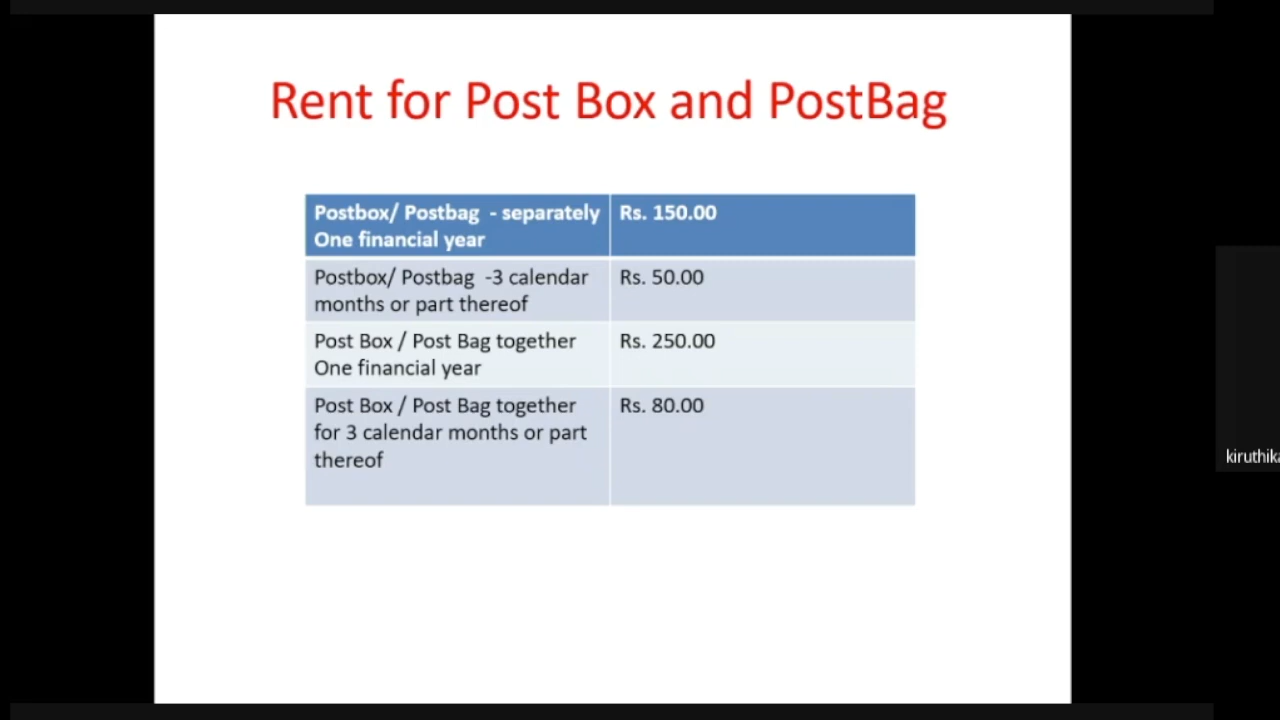 Rent for Post Box and PostBag
Postbox/ Postbag - separately
One financial year
Rs. 150.00
Postbox/ Postbag -3 calendar
months or part thereof
Rs. 50.00
Post Box / Post Bag together
One financial year
Rs. 250.00
Post Box / Post Bag together
for 3 calendar months or part
thereof
Rs. 80.00
kiruthika